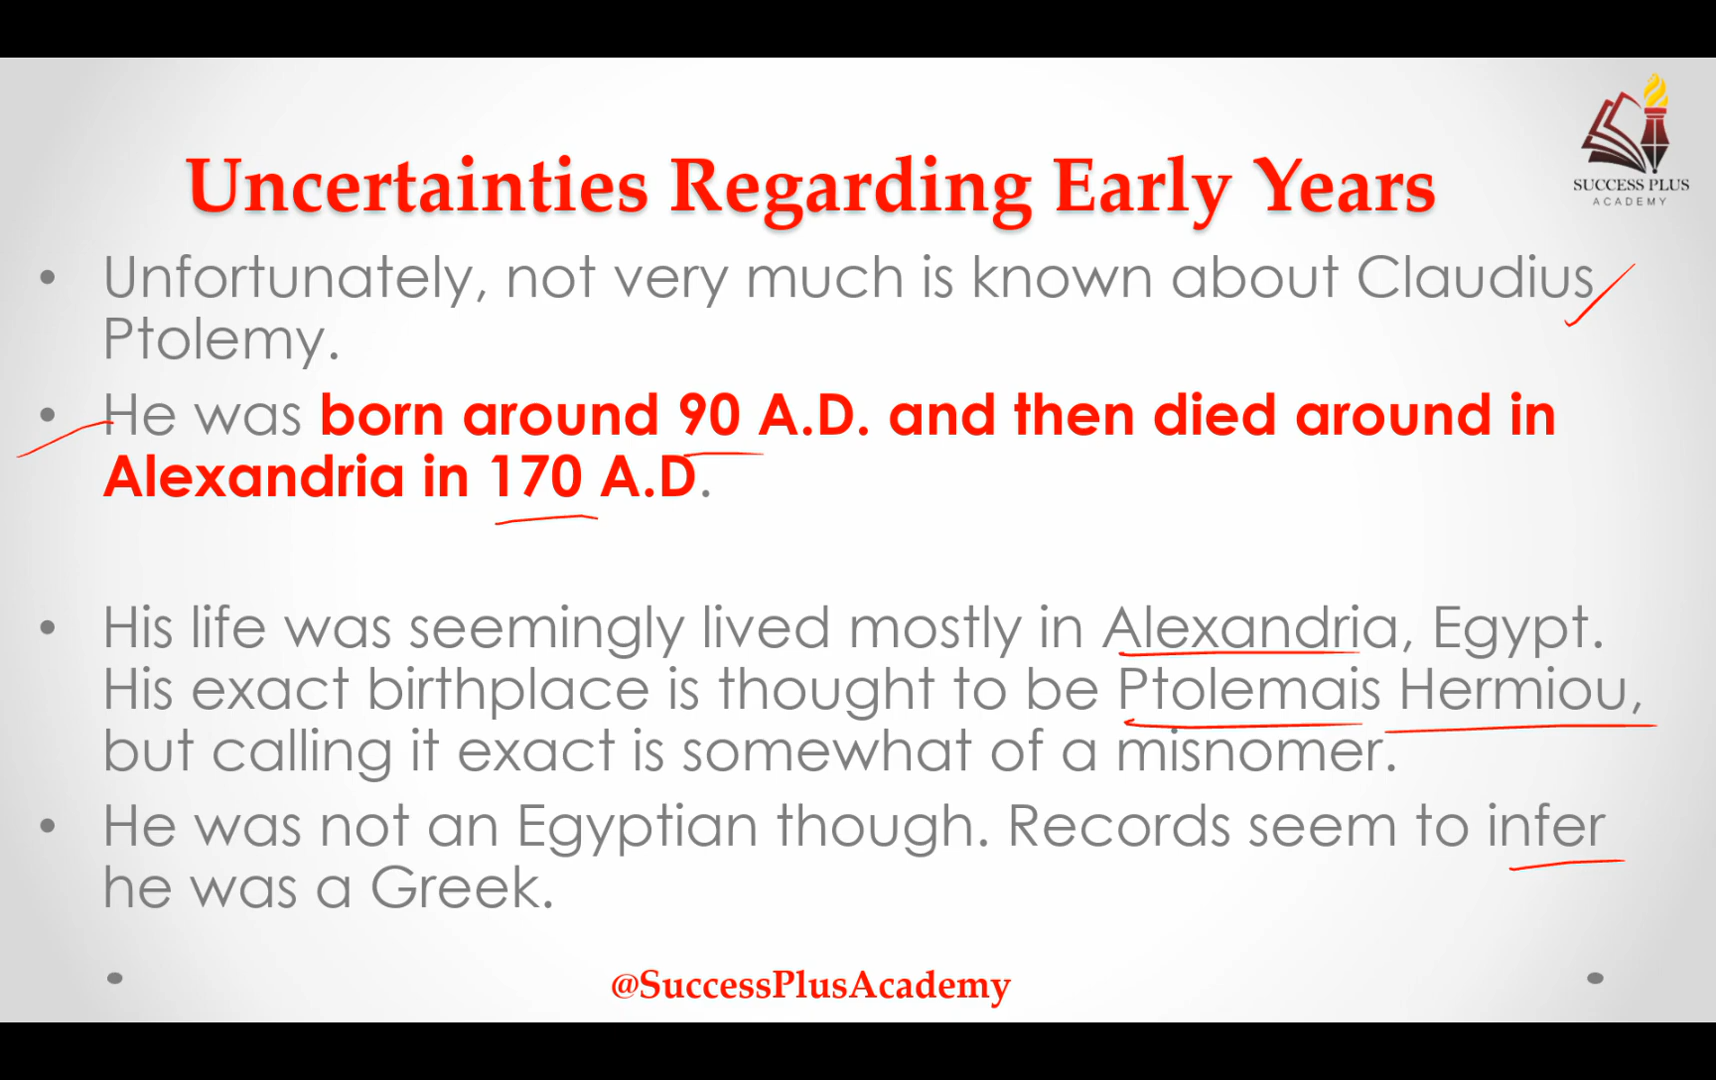 SUCCESS PLUS
ACADEMY
Uncertainties Regarding Early Years
• Unfortunately, not very much is known about Claudius
Ptolemy.
• He was born around 90 A.D. and then died around in
Alexandria in 170 A.D.
• His life was seemingly lived mostly in Alexandria, Egypt.
His exact birthplace is thought to be Ptolemais Hermiou,
but calling it exact is somewhat of a misnomer.
• He was not an Egyptian though. Records seem to infer
he was a Greek.
@SuccessPlusAcademy